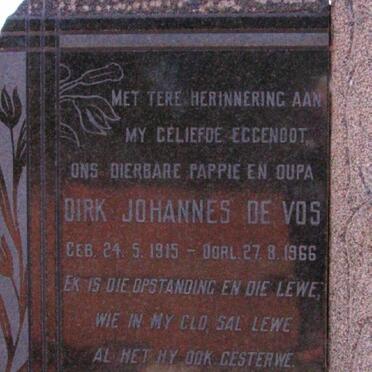 MET TERE HERINNERING AAN
MY GELIEFDE EGGENOOT,
ONS DIERBARE PAPPIE EN OUPA
DIRK JOHANNES DE VOS
GEB. 24. 5. 1915 - OORL. 27. 8. 1966
EK IS DIE OPSTANDING EN DIE LEWE;
WIE IN MY GLO, SAL LEWE
AL HET HY OOK GESTERWE.